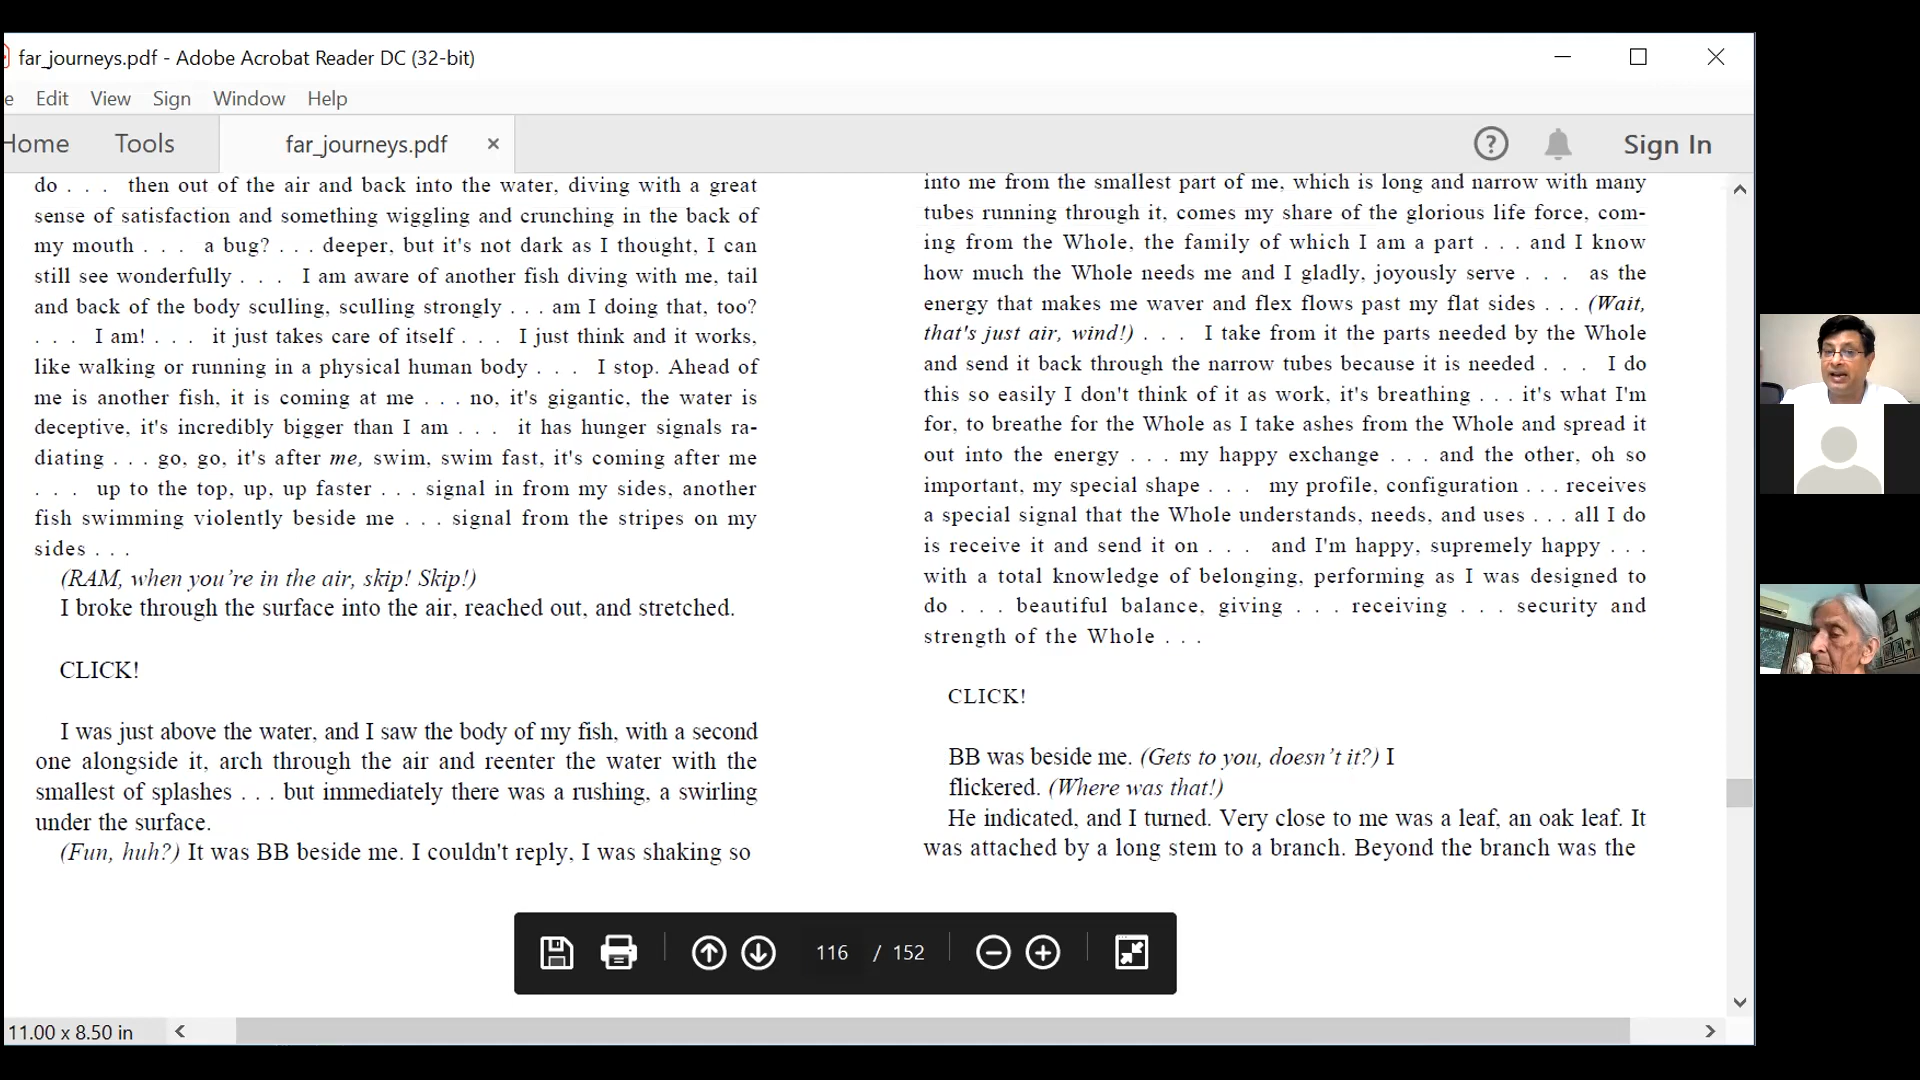 far_journeys.pdf - Adobe Acrobat Reader DC (32-bit)
e Edit View Sign Window Help
Home Tools far_journeys.pdf × ? Sign In
do . . . then out of the air and back into the water, diving with a great
sense of satisfaction and something wiggling and crunching in the back of
my mouth . . . a bug? . . . deeper, but it's not dark as I thought, I can
still see wonderfully . . . I am aware of another fish diving with me, tail
and back of the body sculling, sculling strongly . . . am I doing that, too?
. . . I am! . . . it just takes care of itself . . . I just think and it works,
like walking or running in a physical human body . . . I stop. Ahead of
me is another fish, it is coming at me . . . no, it's gigantic, the water is
deceptive, it's incredibly bigger than I am . . . it has hunger signals ra-
diating . . . go, go, it's after me, swim, swim fast, it's coming after me
. . . up to the top, up, up faster . . . signal in from my sides, another
fish swimming violently beside me . . . signal from the stripes on my
sides . . .
(RAM, when you're in the air, skip! Skip!)
I broke through the surface into the air, reached out, and stretched.
CLICK!
I was just above the water, and I saw the body of my fish, with a second
one alongside it, arch through the air and reenter the water with the
smallest of splashes . . . but immediately there was a rushing, a swirling
under the surface.
(Fun, huh?) It was BB beside me. I couldn't reply, I was shaking so
into me from the smallest part of me, which is long and narrow with many
tubes running through it, comes my share of the glorious life force, com-
ing from the Whole, the family of which I am a part . . . and I know
how much the Whole needs me and I gladly, joyously serve . . . as the
energy that makes me waver and flex flows past my flat sides . . . (Wait,
that's just air, wind!) . . . I take from it the parts needed by the Whole
and send it back through the narrow tubes because it is needed . . . I do
this so easily I don't think of it as work, it's breathing . . . it's what I'm
for, to breathe for the Whole as I take ashes from the Whole and spread it
out into the energy . . . my happy exchange . . . and the other, oh so
important, my special shape . . . my profile, configuration . . . receives
a special signal that the Whole understands, needs, and uses . . . all I do
is receive it and send it on . . . and I'm happy, supremely happy . . .
with a total knowledge of belonging, performing as I was designed to
do . . . beautiful balance, giving . . . receiving . . . security and
strength of the Whole . . .
CLICK!
BB was beside me. (Gets to you, doesn't it?) I
flickered. (Where was that!)
He indicated, and I turned. Very close to me was a leaf, an oak leaf. It
was attached by a long stem to a branch. Beyond the branch was the
116 / 152
11.00 x 8.50 in